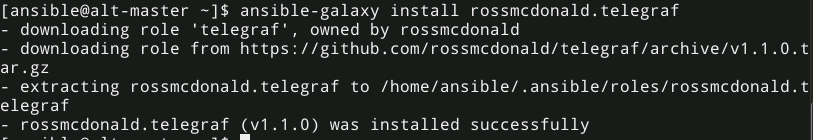 [ansible@alt-master ~]$ ansible-galaxy install rossmcdonald.telegraf
- downloading role 'telegraf', owned by rossmcdonald
- downloading role from https://github.com/rossmcdonald/telegraf/archive/v1.1.0.t
ar.gz
- extracting rossmcdonald.telegraf to /home/ansible/.ansible/roles/rossmcdonald.t
elegraf
- rossmcdonald.telegraf (v1.1.0) was installed successfully